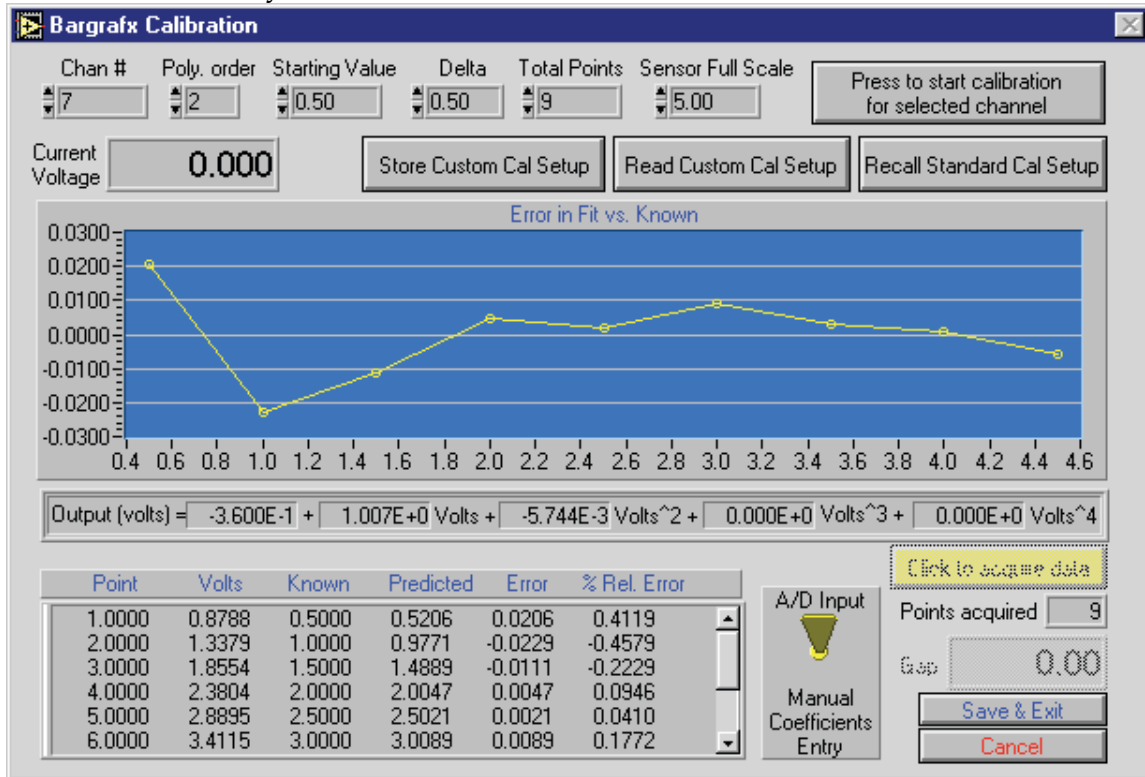 Bargrafx Calibration
Chan # Poly. order Starting Value Delta Total Points Sensor Full Scale
7 2 0.50 0.50 9 5.00
Press to start calibration
for selected channel
Current
Voltage
0.000
Store Custom Cal Setup Read Custom Cal Setup Recall Standard Cal Setup
Error in Fit vs. Known
0.0300
0.0200
0.0100
0.0000
-0.0100
-0.0200
-0.0300
0.4 0.6 0.8 1.0 1.2 1.4 1.6 1.8 2.0 2.2 2.4 2.6 2.8 3.0 3.2 3.4 3.6 3.8 4.0 4.2 4.4 4.6
Output (volts) = -3.600E-1 + 1.007E+0 Volts + -5.744E-3 Volts^2 + 0.000E+0 Volts^3 + 0.000E+0 Volts^4
Point Volts Known Predicted Error % Rel. Error
1.0000 0.8788 0.5000 0.5206 0.0206 0.4119
2.0000 1.3379 1.0000 0.9771 -0.0229 -0.4579
3.0000 1.8554 1.5000 1.4889 -0.0111 -0.2229
4.0000 2.3804 2.0000 2.0047 0.0047 0.0946
5.0000 2.8895 2.5000 2.5021 0.0021 0.0410
6.0000 3.4115 3.0000 3.0089 0.0089 0.1772
A/D Input
Manual
Coefficients
Entry
Click to acquire data
Points acquired 9
Gap 0.00
Save & Exit
Cancel